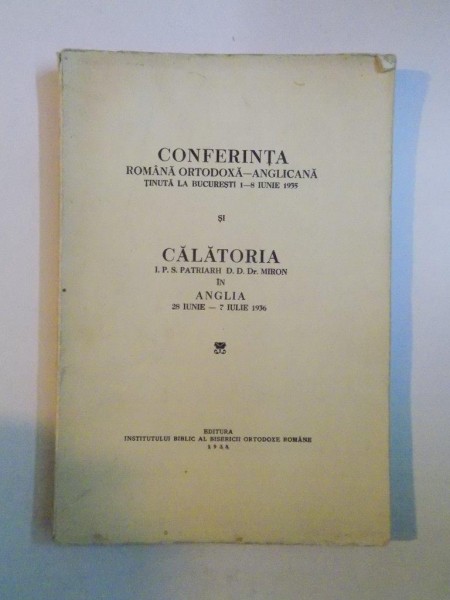 CONFERINȚA
ROMÂNĂ ORTODOXĂ—ANGLICANĂ
ȚINUTĂ LA BUCUREȘTI 1—8 IUNIE 1935
ȘI
CĂLĂTORIA
I. P. S. PATRIARH D. D. Dr. MIRON
ÎN
ANGLIA
28 IUNIE — 7 IULIE 1936
EDITURA
INSTITUTULUI BIBLIC AL BISERICII ORTODOXE ROMÂNE